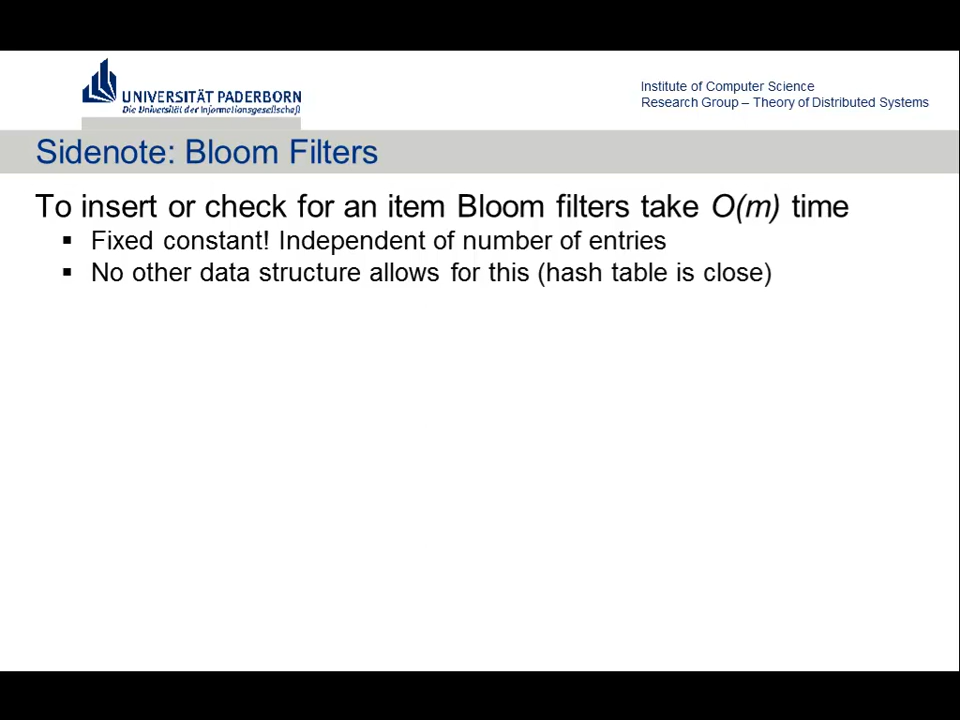 UNIVERSITÄT PADERBORN
Die Universität der Informationsgesellschaft
Institute of Computer Science
Research Group – Theory of Distributed Systems
Sidenote: Bloom Filters
To insert or check for an item Bloom filters take O(m) time
▪ Fixed constant! Independent of number of entries
▪ No other data structure allows for this (hash table is close)